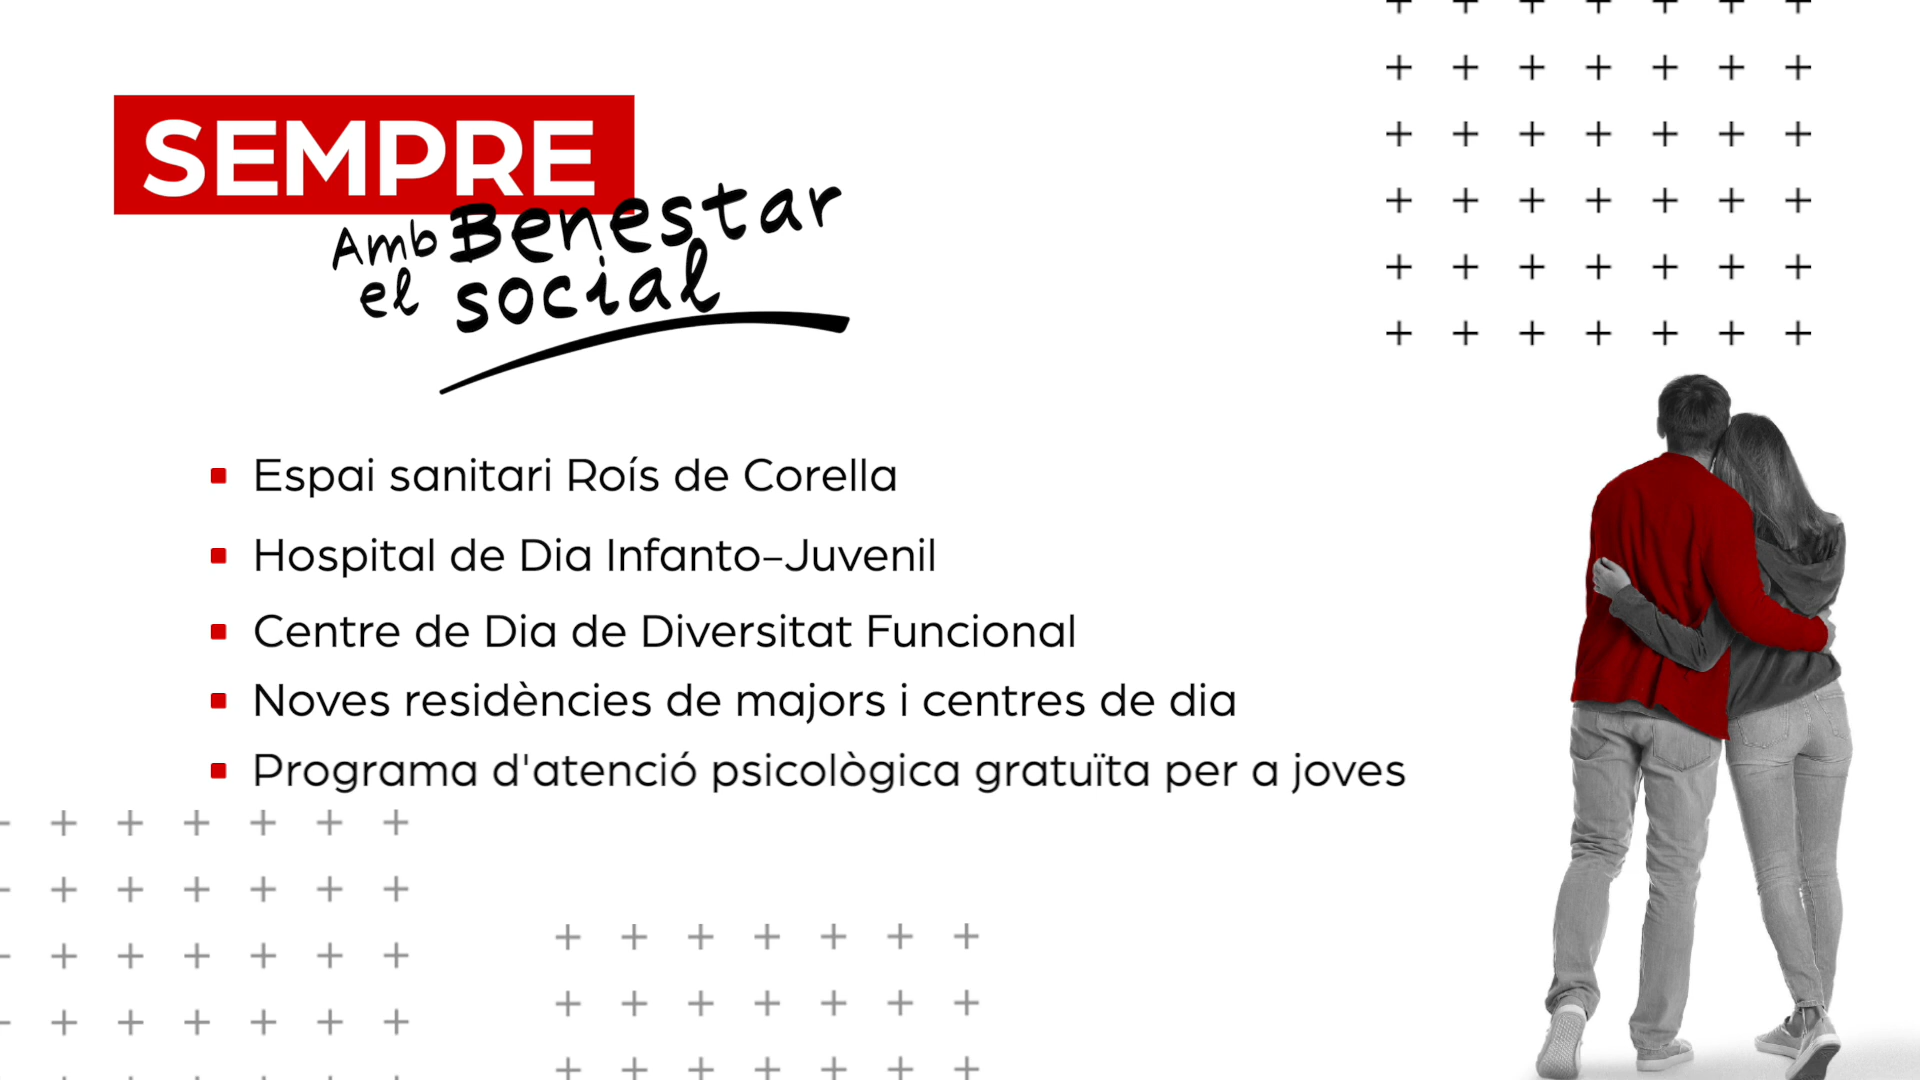 SEMPRE
Amb Benestar
el social
Espai sanitari Roís de Corella
Hospital de Dia Infanto-Juvenil
Centre de Dia de Diversitat Funcional
Noves residències de majors i centres de dia
Programa d'atenció psicològica gratuïta per a joves